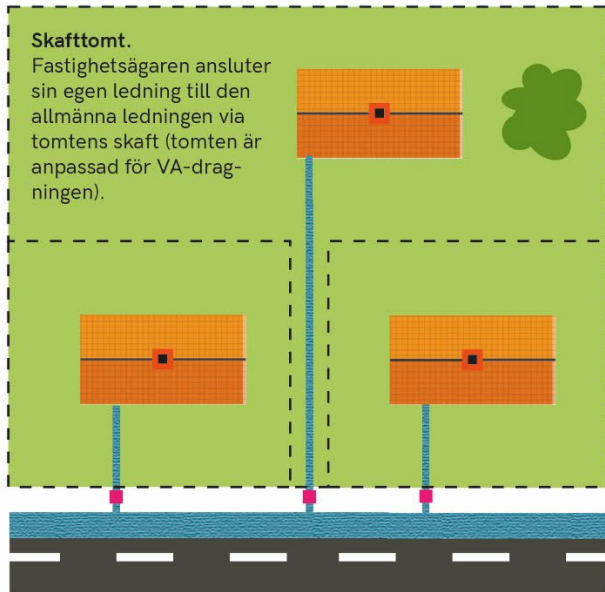 Skafttomt.
Fastighetsägaren ansluter
sin egen ledning till den
allmänna ledningen via
tomtens skaft (tomten är
anpassad för VA-drag-
ningen).